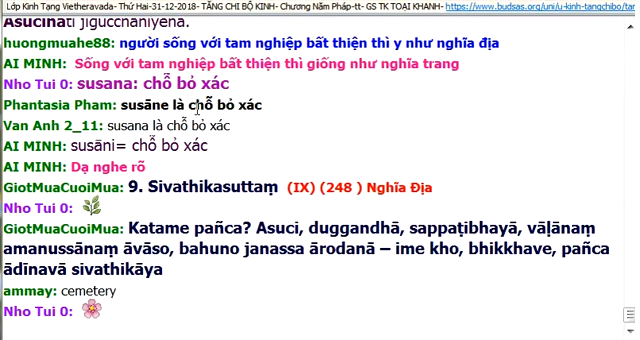 Lớp Kinh Tạng Vietheravada- Thứ Hai-31-12-2018- TĂNG CHI BỘ KINH- Chương Năm Pháp-tt- GS TK TOẠI KHANH- https://www.budsas.org/uni/u-kinh-tangchibo/tan
Asucinā ti jigucchanīyena.
huongmuahe88: người sống với tam nghiệp bất thiện thì y như nghĩa địa
AI MINH: Sống với tam nghiệp bất thiện thì giống như nghĩa trang
Nho Tui 0: susana: chỗ bỏ xác
Phantasia Pham: susāne là chỗ bỏ xác
Van Anh 2_11: susana là chỗ bỏ xác
AI MINH: susāni= chỗ bỏ xác
AI MINH: Dạ nghe rõ
GiotMuaCuoiMua: 9. Sivathikasuttaṃ (IX) (248 ) Nghĩa Địa
Nho Tui 0:
GiotMuaCuoiMua: Katame pañca? Asuci, duggandhā, sappaṭibhayā, vāḷānaṃ
amanussānaṃ āvāso, bahuno janassa ārodanā – ime kho, bhikkhave, pañca
ādīnavā sivathikāya
ammay: cemetery
Nho Tui 0: